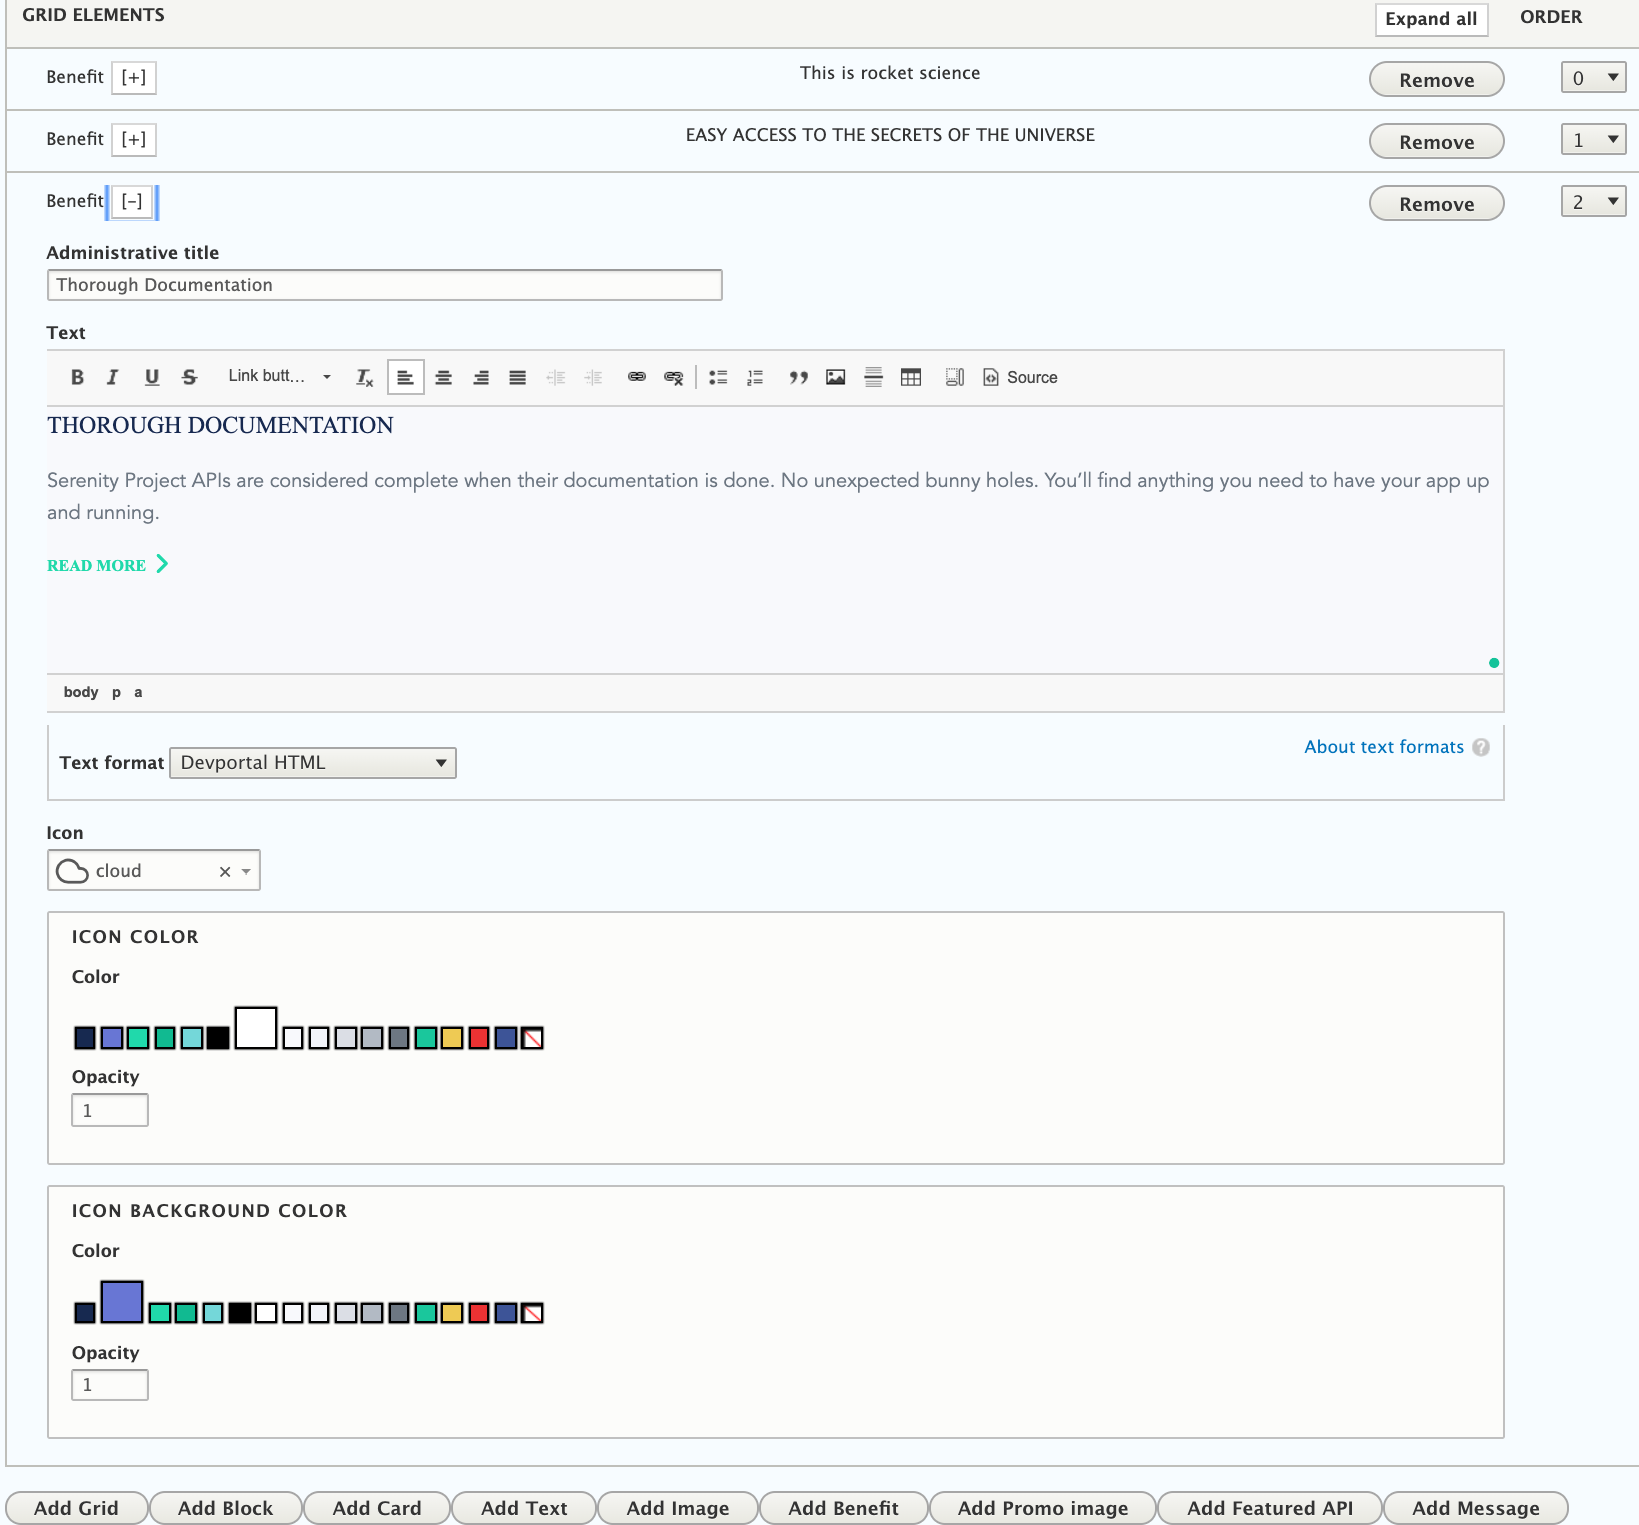 GRID ELEMENTS Expand all ORDER
Benefit [+] This is rocket science Remove 0
Benefit [+] EASY ACCESS TO THE SECRETS OF THE UNIVERSE Remove 1
Benefit [–] Remove 2
Administrative title
Thorough Documentation
Text
B I U S Link butt... Source
THOROUGH DOCUMENTATION
Serenity Project APIs are considered complete when their documentation is done. No unexpected bunny holes. You’ll find anything you need to have your app up
and running.
READ MORE
body p a
About text formats ?
Text format Devportal HTML
Icon
cloud ×
ICON COLOR
Color
Opacity
1
ICON BACKGROUND COLOR
Color
Opacity
1
Add Grid Add Block Add Card Add Text Add Image Add Benefit Add Promo image Add Featured API Add Message